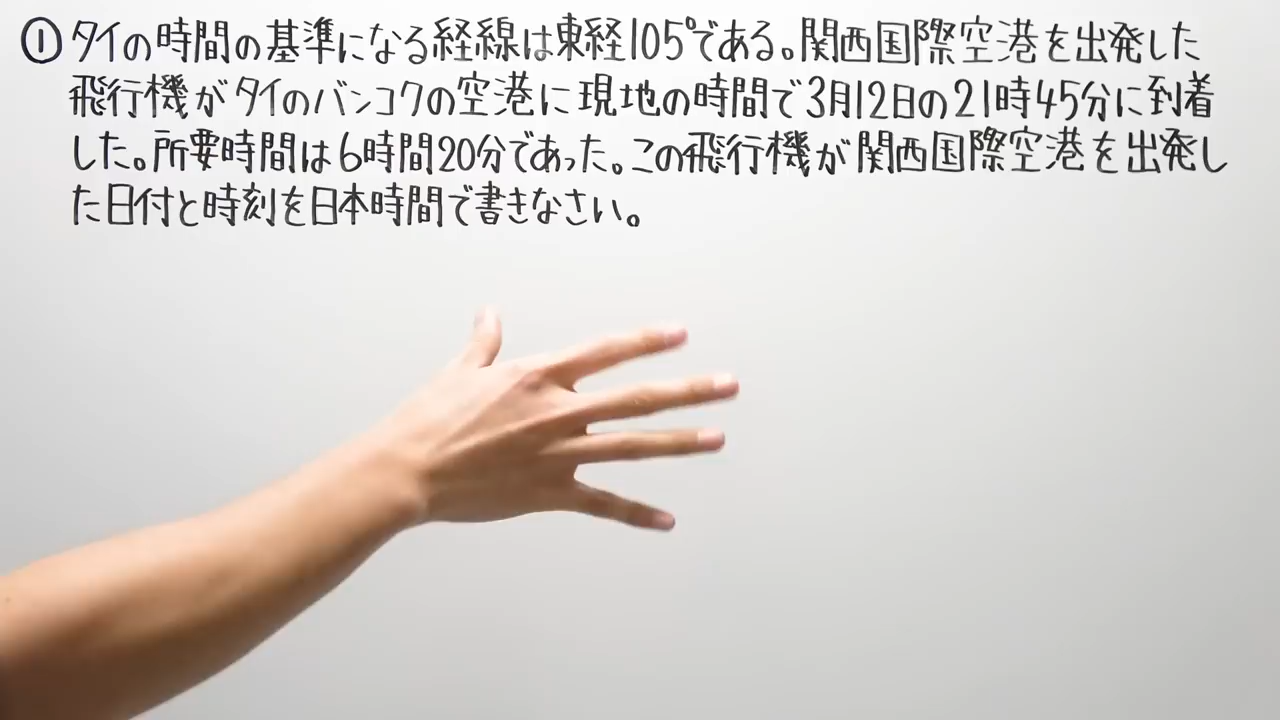 ①タイの時間の基準になる経線は東経105°である。関西国際空港を出発した
飛行機がタイのバンコクの空港に現地の時間で3月12日の21時45分に到着
した。所要時間は6時間20分であった。この飛行機が関西国際空港を出発し
た日付と時刻を日本時間で書きなさい。